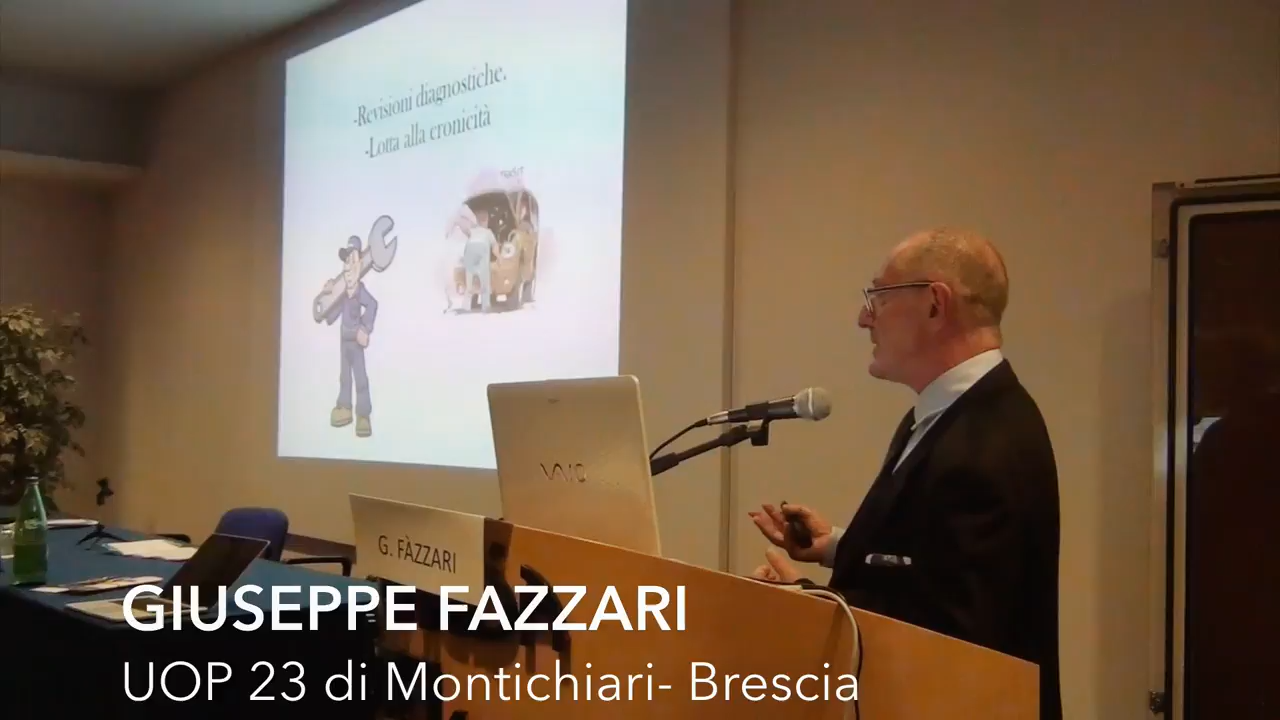 -Revisioni diagnostiche.
-Lotta alla cronicità
VAIO
G. FÀZZARI
GIUSEPPE FAZZARI
UOP 23 di Montichiari- Brescia